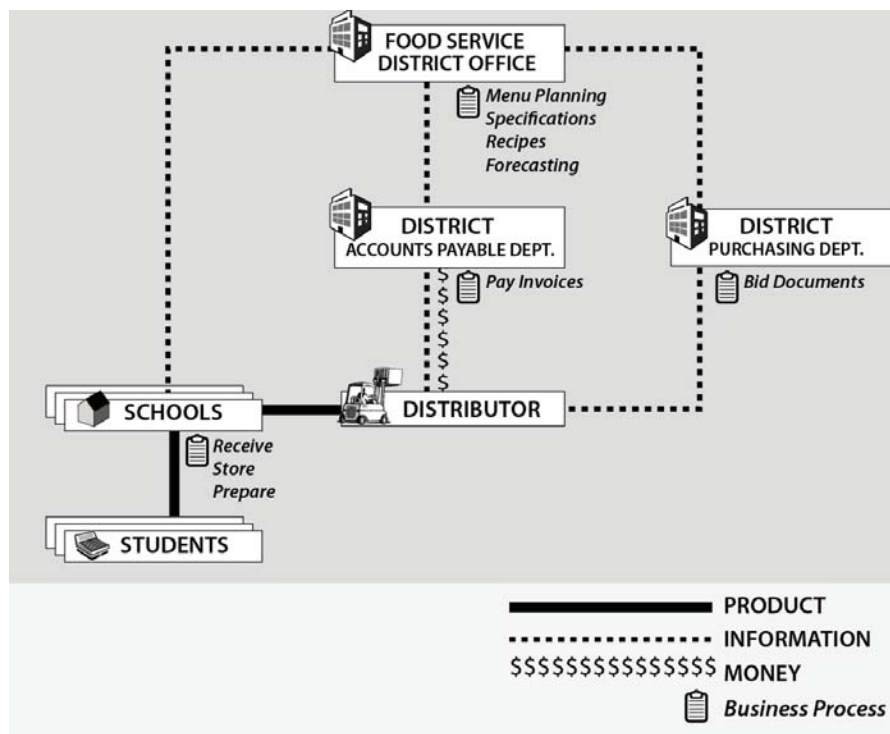 FOOD SERVICE
DISTRICT OFFICE
Menu Planning
Specifications
Recipes
Forecasting
DISTRICT
ACCOUNTS PAYABLE DEPT.
Pay Invoices
DISTRICT
PURCHASING DEPT.
Bid Documents
$
$
$
$
$
$
SCHOOLS
DISTRIBUTOR
Receive
Store
Prepare
STUDENTS
PRODUCT
INFORMATION
$$$$$$$$$$$$$$$ MONEY
Business Process